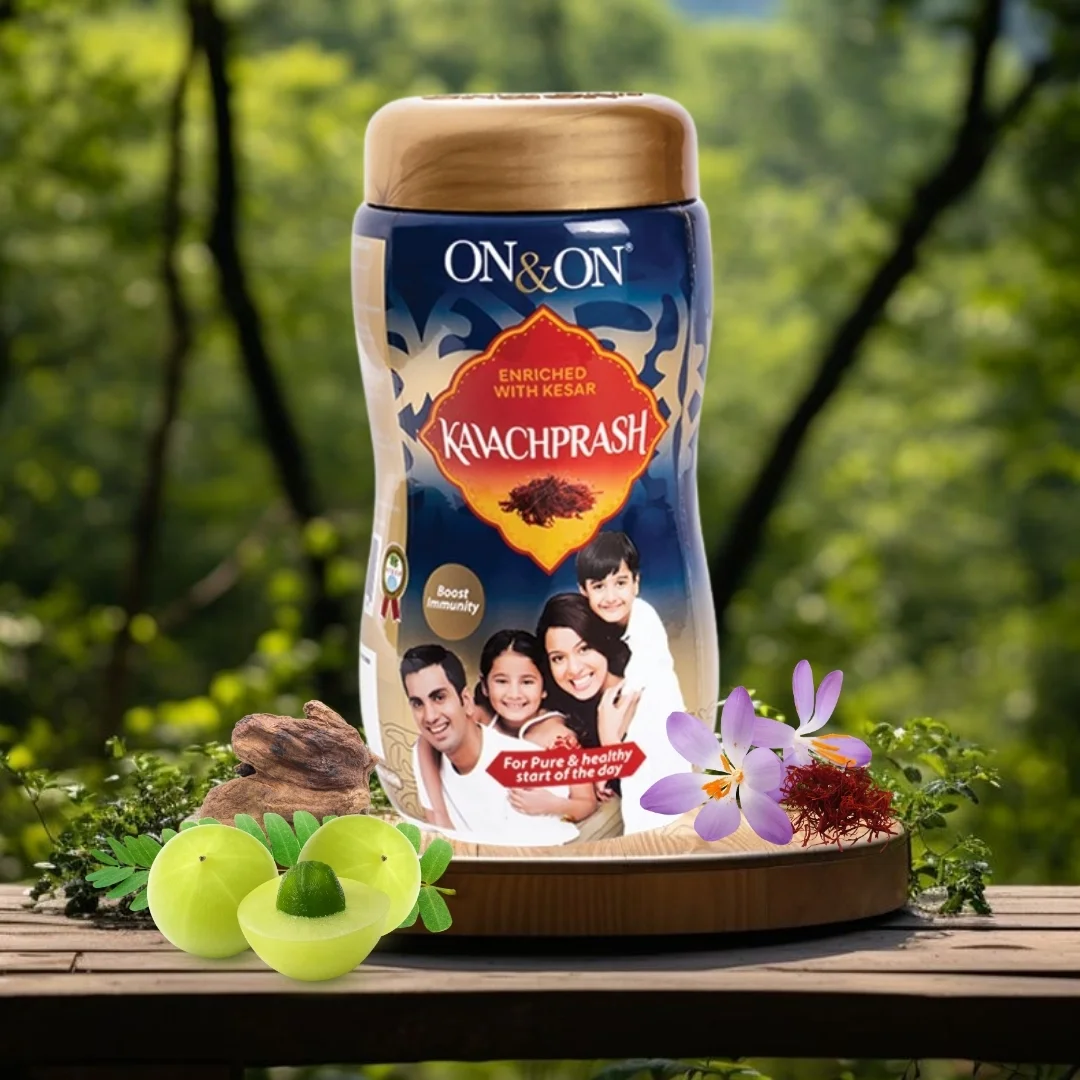 ON&ON®
ENRICHED
WITH KESAR
KAVACHPRASH
Boost
Immunity
For Pure & healthy
start of the day